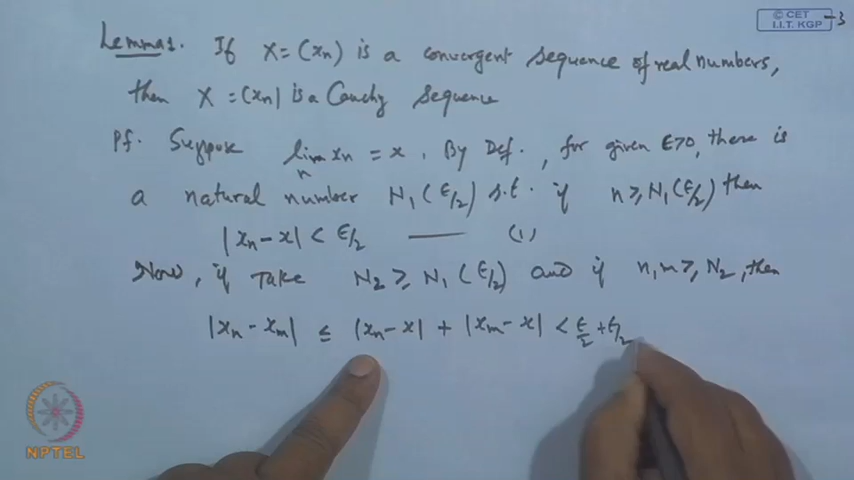 © CET
I.I.T. KGP
-3
Lemma1. If X = (xn) is a convergent sequence of real numbers,
then X = (xn) is a Cauchy sequence
Pf. Suppose lim xn = x. By Def., for given ε>0, there is
n
a natural number N₁(ε/2) s.t. if n ≥ N₁(ε/2) then
|xn - x| < ε/2 —— (1)
Now, if Take N₂ ≥ N₁(ε/2) and if n,m ≥ N₂, then
|xn - xm| ≤ |xn - x| + |xm - x| < ε/2 + ε/2
NPTEL